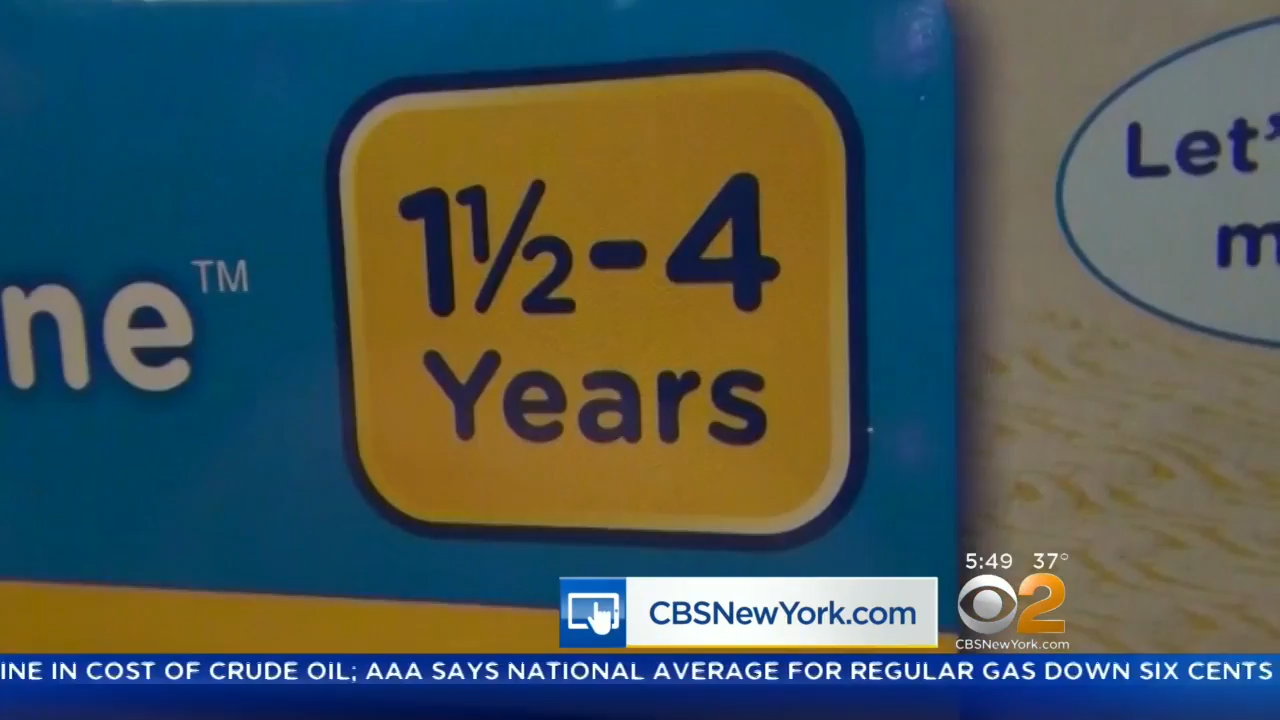 ne™
1½-4
Years
Let's
m
5:49 37°
2
CBSNewYork.com
CBSNewYork.com
INE IN COST OF CRUDE OIL; AAA SAYS NATIONAL AVERAGE FOR REGULAR GAS DOWN SIX CENTS